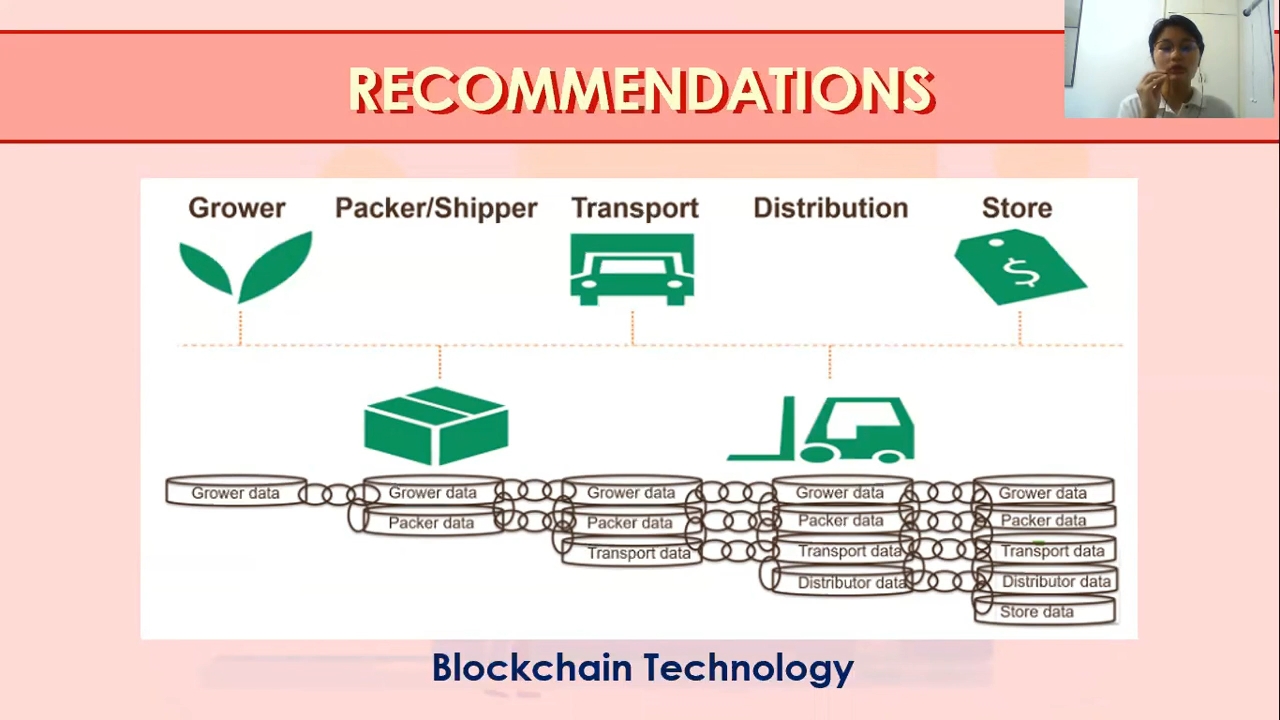 RECOMMENDATIONS
Grower Packer/Shipper Transport Distribution Store
$
Grower data Grower data Grower data Grower data Grower data
Packer data Packer data Packer data Packer data
Transport data Transport data Transport data
Distributor data Distributor data
Store data
Blockchain Technology